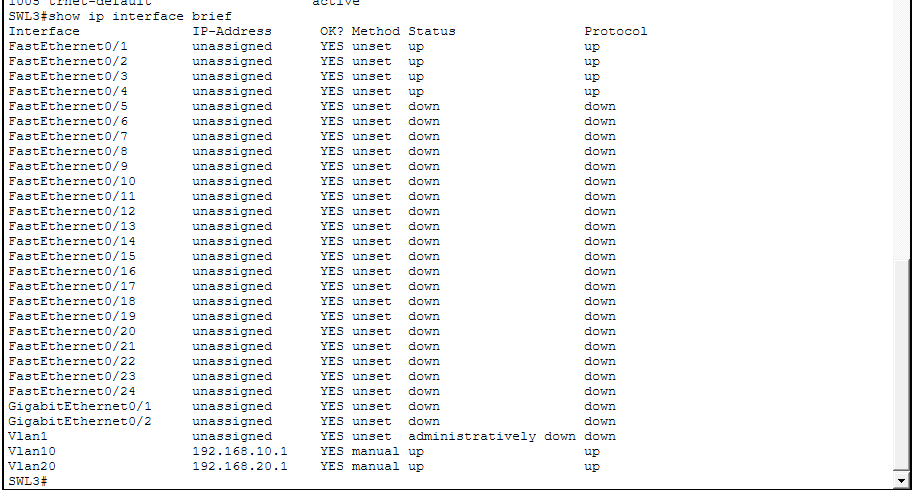 1005 trnet-default                    active
SWL3#show ip interface brief
Interface              IP-Address      OK? Method Status                Protocol
FastEthernet0/1        unassigned      YES unset  up                    up
FastEthernet0/2        unassigned      YES unset  up                    up
FastEthernet0/3        unassigned      YES unset  up                    up
FastEthernet0/4        unassigned      YES unset  up                    up
FastEthernet0/5        unassigned      YES unset  down                  down
FastEthernet0/6        unassigned      YES unset  down                  down
FastEthernet0/7        unassigned      YES unset  down                  down
FastEthernet0/8        unassigned      YES unset  down                  down
FastEthernet0/9        unassigned      YES unset  down                  down
FastEthernet0/10       unassigned      YES unset  down                  down
FastEthernet0/11       unassigned      YES unset  down                  down
FastEthernet0/12       unassigned      YES unset  down                  down
FastEthernet0/13       unassigned      YES unset  down                  down
FastEthernet0/14       unassigned      YES unset  down                  down
FastEthernet0/15       unassigned      YES unset  down                  down
FastEthernet0/16       unassigned      YES unset  down                  down
FastEthernet0/17       unassigned      YES unset  down                  down
FastEthernet0/18       unassigned      YES unset  down                  down
FastEthernet0/19       unassigned      YES unset  down                  down
FastEthernet0/20       unassigned      YES unset  down                  down
FastEthernet0/21       unassigned      YES unset  down                  down
FastEthernet0/22       unassigned      YES unset  down                  down
FastEthernet0/23       unassigned      YES unset  down                  down
FastEthernet0/24       unassigned      YES unset  down                  down
GigabitEthernet0/1     unassigned      YES unset  down                  down
GigabitEthernet0/2     unassigned      YES unset  down                  down
Vlan1                  unassigned      YES unset  administratively down down
Vlan10                 192.168.10.1    YES manual up                    up
Vlan20                 192.168.20.1    YES manual up                    up
SWL3#